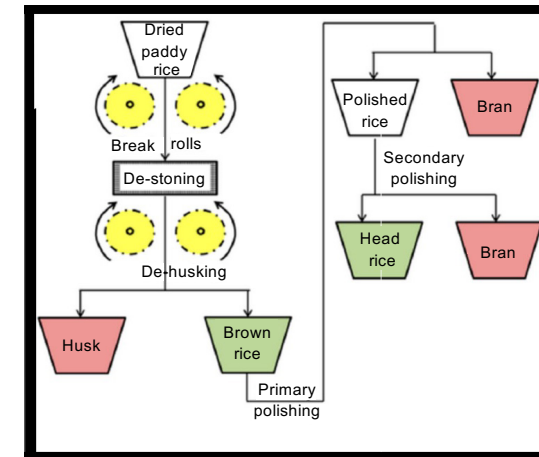 Dried
paddy
rice
Break rolls
De-stoning
De-husking
Husk
Brown
rice
Primary
polishing
Polished
rice
Bran
Secondary
polishing
Head
rice
Bran